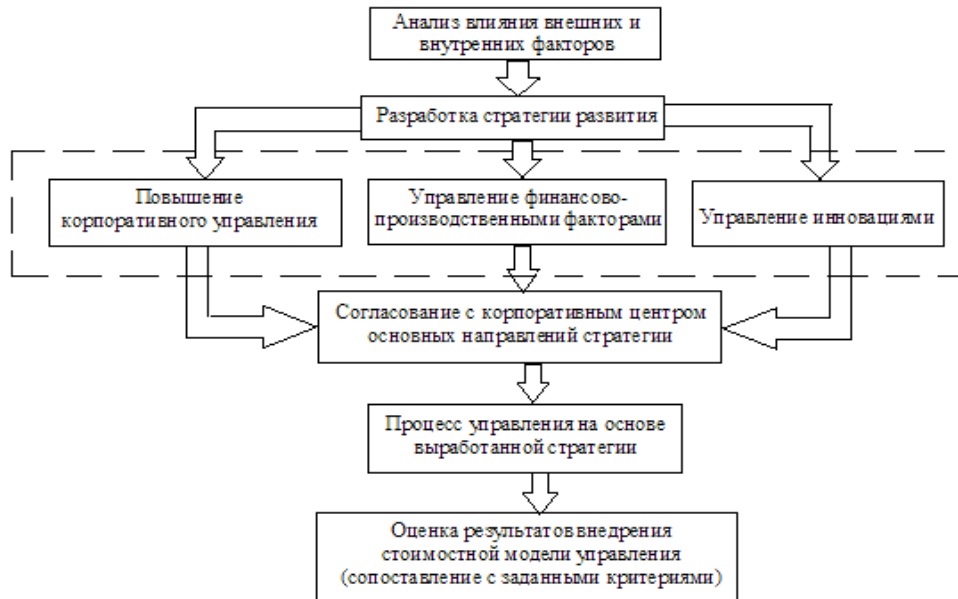 Анализ влияния внешних и
внутренних факторов
Разработка стратегии развития
Повышение
корпоративного управления
Управление финансово-
производственными факторами
Управление инновациями
Согласование с корпоративным центром
основных направлений стратегии
Процесс управления на основе
выработанной стратегии
Оценка результатов внедрения
стоимостной модели управления
(сопоставление с заданными критериями)